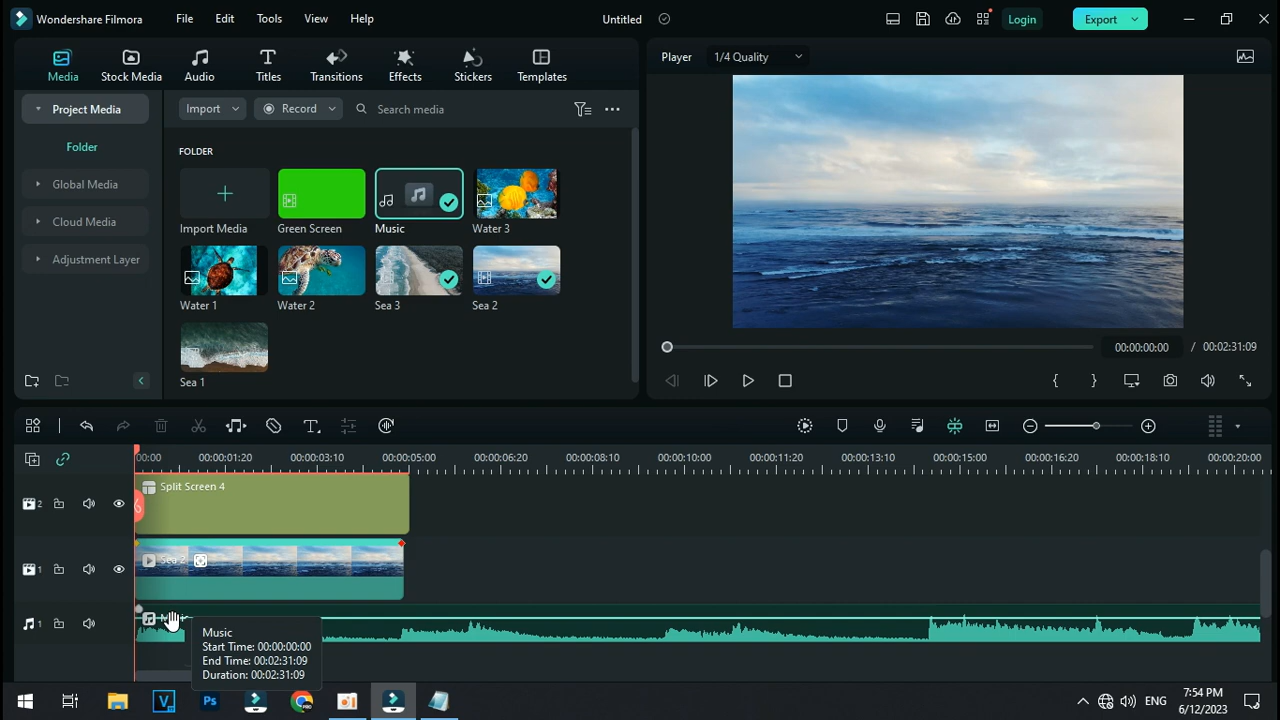 Wondershare Filmora File Edit Tools View Help Untitled Login Export
Media Stock Media Audio Titles Transitions Effects Stickers Templates
Player 1/4 Quality
Project Media
Folder
Global Media
Cloud Media
Adjustment Layer
Import Record Search media
FOLDER
Import Media Green Screen Music Water 3
Water 1 Water 2 Sea 3 Sea 2
Sea 1
00:00:00:00 / 00:02:31:09
00:00 00:00:01:20 00:00:03:10 00:00:05:00 00:00:06:20 00:00:08:10 00:00:10:00 00:00:11:20 00:00:13:10 00:00:15:00 00:00:16:20 00:00:18:10 00:00:20:00
2 Split Screen 4
1 Sea 2
1
Music
Start Time: 00:00:00:00
End Time: 00:02:31:09
Duration: 00:02:31:09
V Ps ENG
7:54 PM
6/12/2023